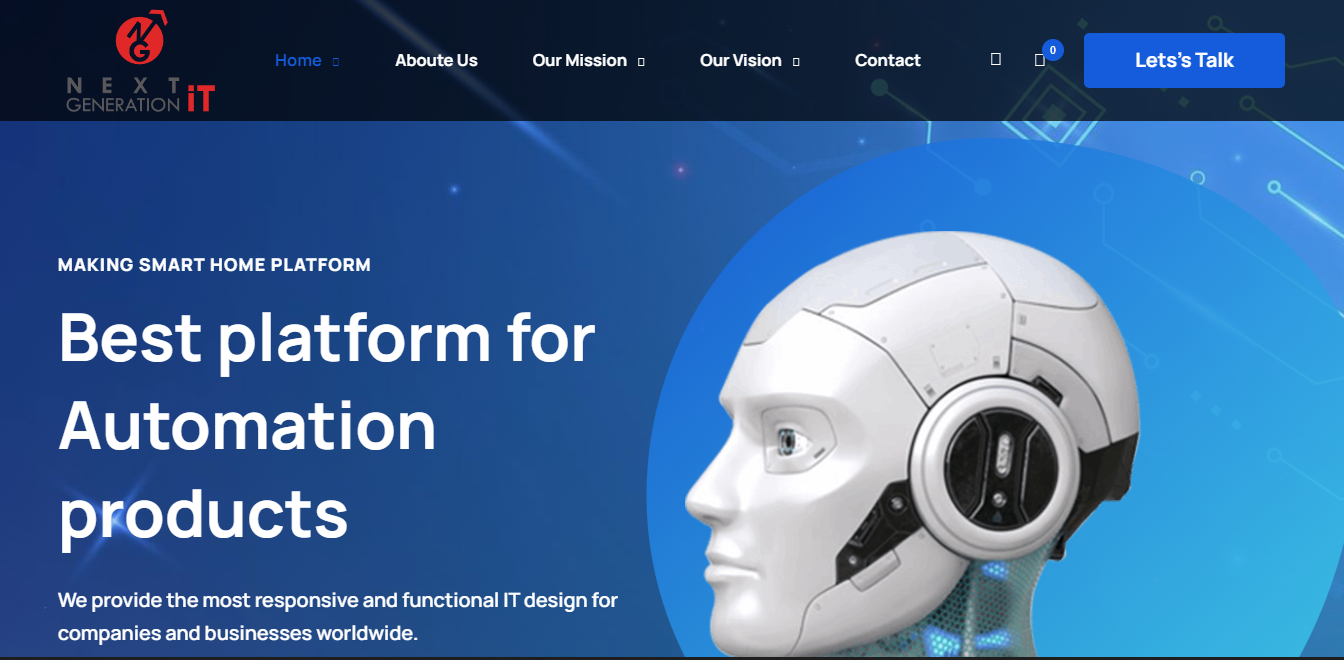 NG
NEXT
GENERATION iT
Home
Aboute Us
Our Mission
Our Vision
Contact
0
Lets's Talk
MAKING SMART HOME PLATFORM
Best platform for
Automation
products
We provide the most responsive and functional IT design for
companies and businesses worldwide.